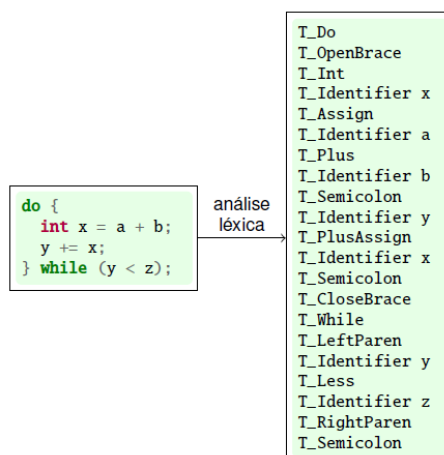 do {
int x = a + b;
y += x;
} while (y < z);
análise
léxica
T_Do
T_OpenBrace
T_Int
T_Identifier x
T_Assign
T_Identifier a
T_Plus
T_Identifier b
T_Semicolon
T_Identifier y
T_PlusAssign
T_Identifier x
T_Semicolon
T_CloseBrace
T_While
T_LeftParen
T_Identifier y
T_Less
T_Identifier z
T_RightParen
T_Semicolon